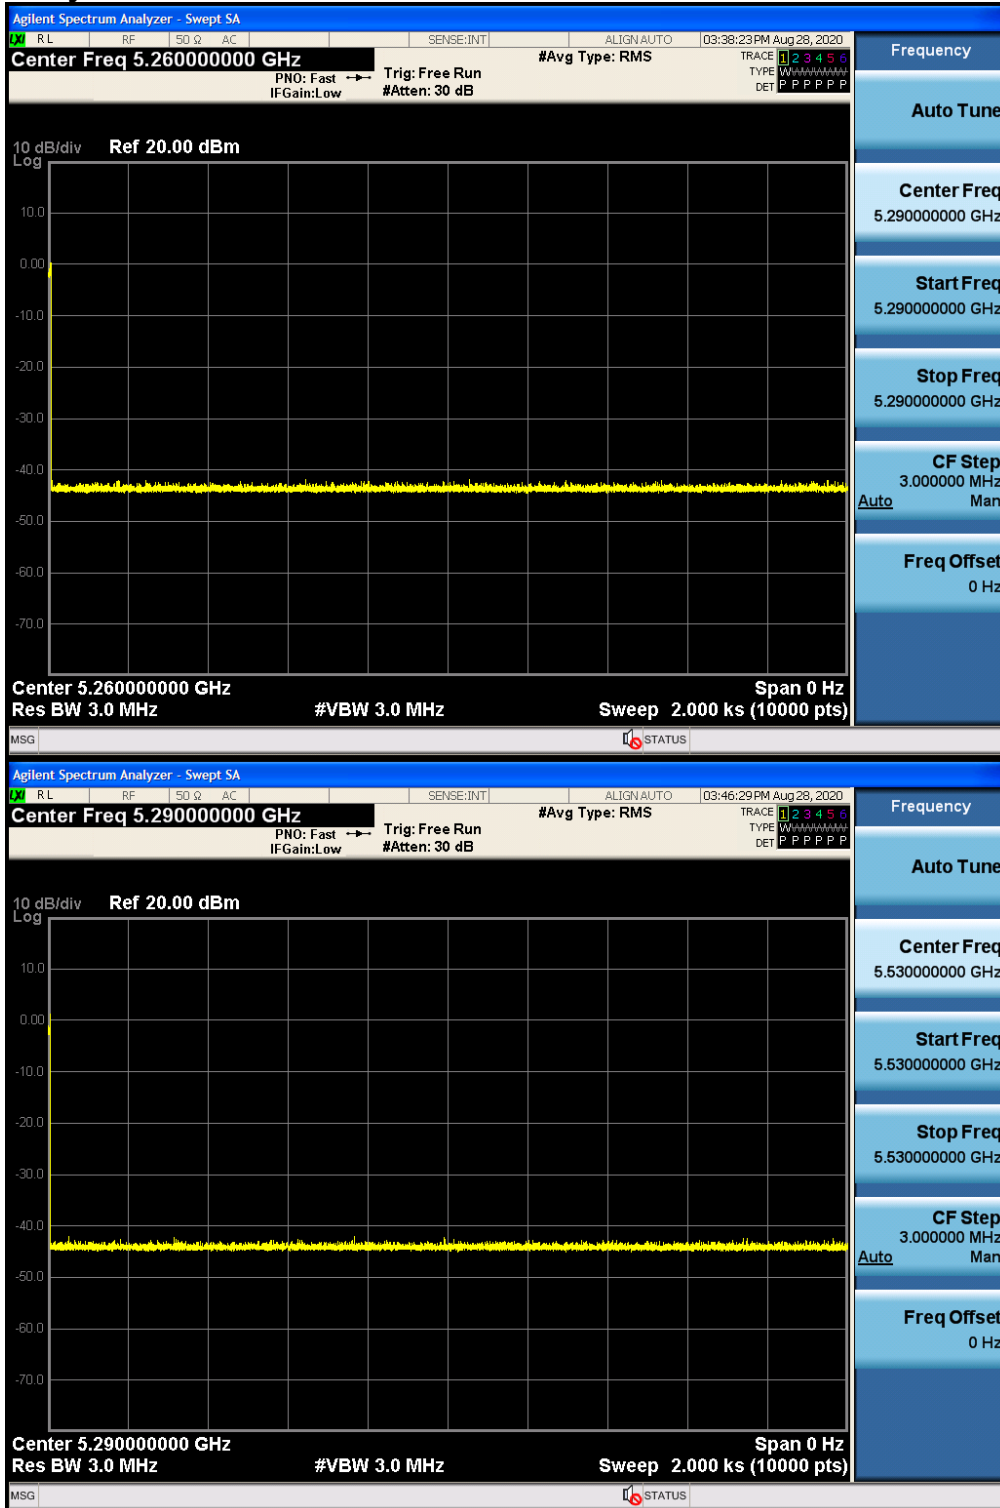 Agilent Spectrum Analyzer - Swept SA
LXI RL RF 50 Ω AC SENSE:INT ALIGN AUTO 03:38:23 PM Aug 28, 2020
Center Freq 5.260000000 GHz
#Avg Type: RMS
TRACE 1 2 3 4 5 6
PNO: Fast
Trig: Free Run
TYPE
IFGain:Low
#Atten: 30 dB
DET P P P P P P
10 dB/div Ref 20.00 dBm
Log
10.0
0.00
-10.0
-20.0
-30.0
-40.0
-50.0
-60.0
-70.0
Center 5.260000000 GHz Span 0 Hz
Res BW 3.0 MHz #VBW 3.0 MHz Sweep 2.000 ks (10000 pts)
MSG STATUS
Frequency
Auto Tune
Center Freq
5.290000000 GHz
Start Freq
5.290000000 GHz
Stop Freq
5.290000000 GHz
CF Step
3.000000 MHz
Auto Man
Freq Offset
0 Hz
Agilent Spectrum Analyzer - Swept SA
LXI RL RF 50 Ω AC SENSE:INT ALIGN AUTO 03:46:29 PM Aug 28, 2020
Center Freq 5.290000000 GHz
#Avg Type: RMS
TRACE 1 2 3 4 5 6
PNO: Fast
Trig: Free Run
TYPE
IFGain:Low
#Atten: 30 dB
DET P P P P P P
10 dB/div Ref 20.00 dBm
Log
10.0
0.00
-10.0
-20.0
-30.0
-40.0
-50.0
-60.0
-70.0
Center 5.290000000 GHz Span 0 Hz
Res BW 3.0 MHz #VBW 3.0 MHz Sweep 2.000 ks (10000 pts)
MSG STATUS
Frequency
Auto Tune
Center Freq
5.530000000 GHz
Start Freq
5.530000000 GHz
Stop Freq
5.530000000 GHz
CF Step
3.000000 MHz
Auto Man
Freq Offset
0 Hz